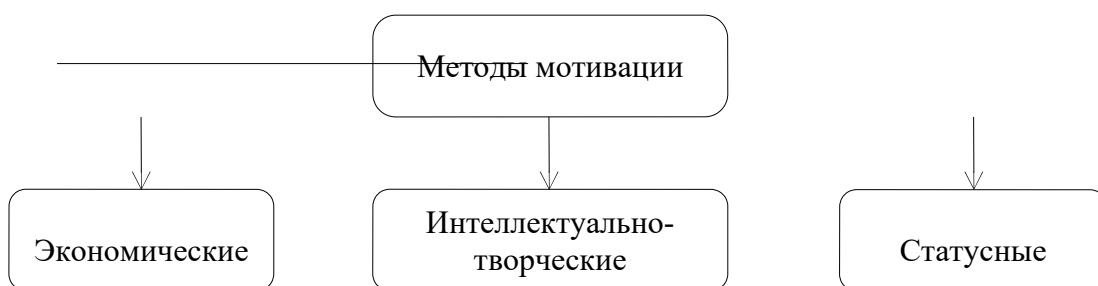 Методы мотивации
Экономические
Интеллектуально-
творческие
Статусные